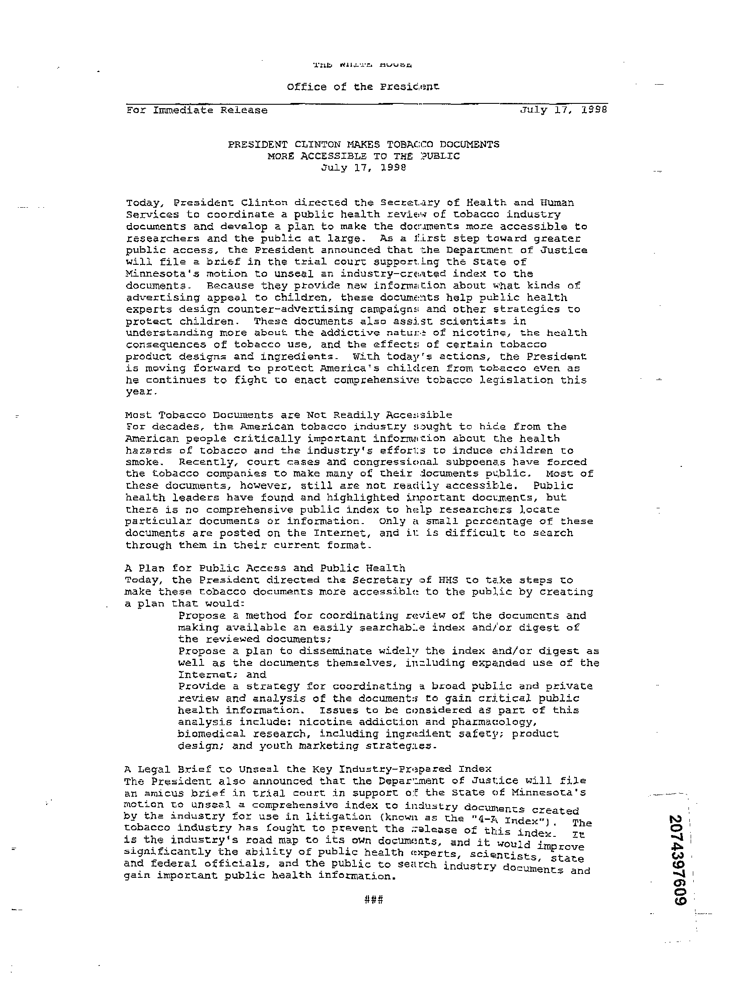 THE WHITE HOUSE
Office of the President
For Immediate Release July 17, 1998
PRESIDENT CLINTON MAKES TOBACCO DOCUMENTS
MORE ACCESSIBLE TO THE PUBLIC
July 17, 1998
Today, President Clinton directed the Secretary of Health and Human
Services to coordinate a public health review of tobacco industry
documents and develop a plan to make the documents more accessible to
researchers and the public at large. As a first step toward greater
public access, the President announced that the Department of Justice
will file a brief in the trial court supporting the State of
Minnesota's motion to unseal an industry-created index to the
documents. Because they provide new information about what kinds of
advertising appeal to children, these documents help public health
experts design counter-advertising campaigns and other strategies to
protect children. These documents also assist scientists in
understanding more about the addictive nature of nicotine, the health
consequences of tobacco use, and the effects of certain tobacco
product designs and ingredients. With today's actions, the President
is moving forward to protect America's children from tobacco even as
he continues to fight to enact comprehensive tobacco legislation this
year.
Most Tobacco Documents are Not Readily Accessible
For decades, the American tobacco industry sought to hide from the
American people critically important information about the health
hazards of tobacco and the industry's efforts to induce children to
smoke. Recently, court cases and congressional subpoenas have forced
the tobacco companies to make many of their documents public. Most of
these documents, however, still are not readily accessible. Public
health leaders have found and highlighted important documents, but
there is no comprehensive public index to help researchers locate
particular documents or information. Only a small percentage of these
documents are posted on the Internet, and it is difficult to search
through them in their current format.
A Plan for Public Access and Public Health
Today, the President directed the Secretary of HHS to take steps to
make these tobacco documents more accessible to the public by creating
a plan that would:
Propose a method for coordinating review of the documents and
making available an easily searchable index and/or digest of
the reviewed documents;
Propose a plan to disseminate widely the index and/or digest as
well as the documents themselves, including expanded use of the
Internet; and
Provide a strategy for coordinating a broad public and private
review and analysis of the documents to gain critical public
health information. Issues to be considered as part of this
analysis include: nicotine addiction and pharmacology,
biomedical research, including ingredient safety; product
design; and youth marketing strategies.
A Legal Brief to Unseal the Key Industry-Prepared Index
The President also announced that the Department of Justice will file
an amicus brief in trial court in support of the State of Minnesota's
motion to unseal a comprehensive index to industry documents created
by the industry for use in litigation (known as the "4-A Index"). The
tobacco industry has fought to prevent the release of this index. It
is the industry's road map to its own documents, and it would improve
significantly the ability of public health experts, scientists, state
and federal officials, and the public to search industry documents and
gain important public health information.
###
2074397609